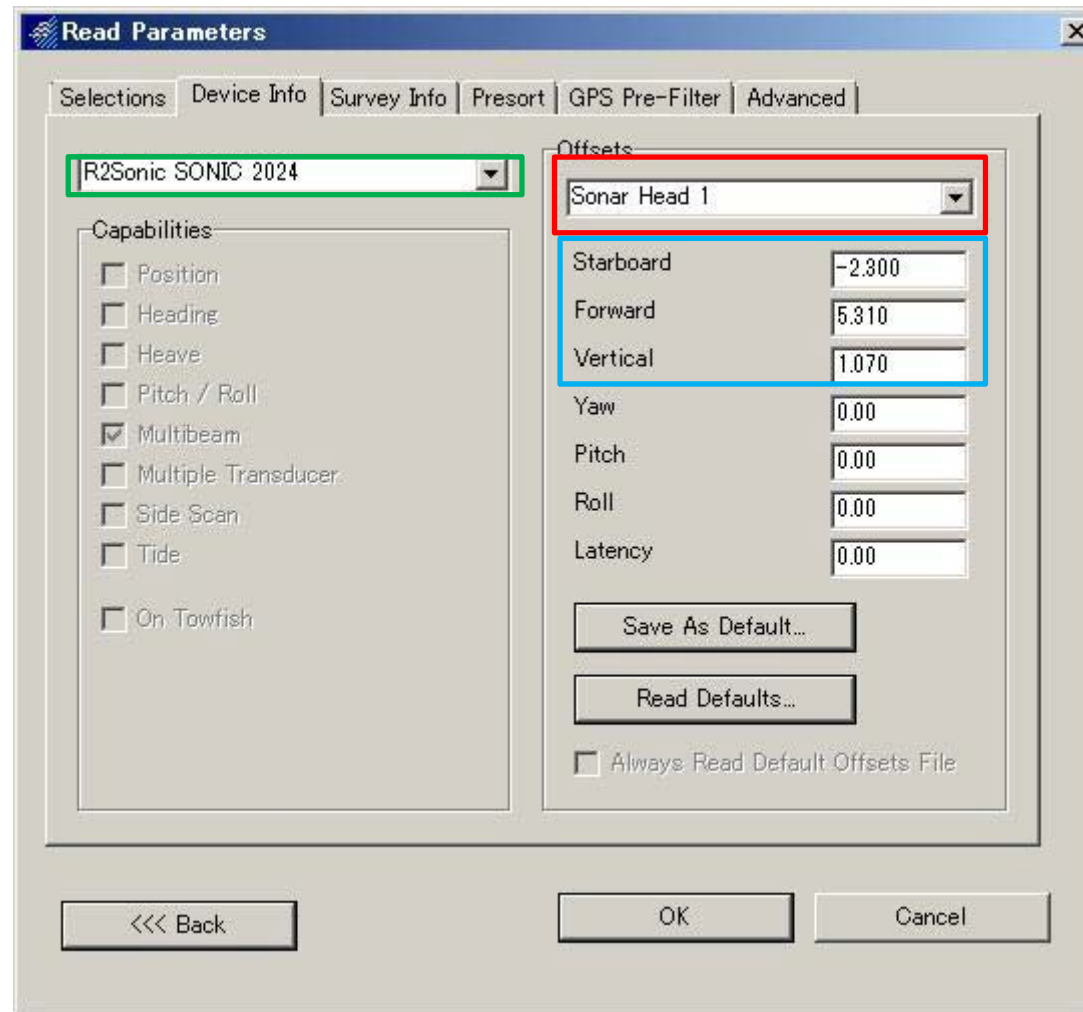 Read Parameters
Selections Device Info Survey Info Presort GPS Pre-Filter Advanced
R2Sonic SONIC 2024
Capabilities
Position
Heading
Heave
Pitch / Roll
Multibeam
Multiple Transducer
Side Scan
Tide
On Towfish
Offsets
Sonar Head 1
Starboard -2.300
Forward 5.310
Vertical 1.070
Yaw 0.00
Pitch 0.00
Roll 0.00
Latency 0.00
Save As Default...
Read Defaults...
Always Read Default Offsets File
<<< Back OK Cancel